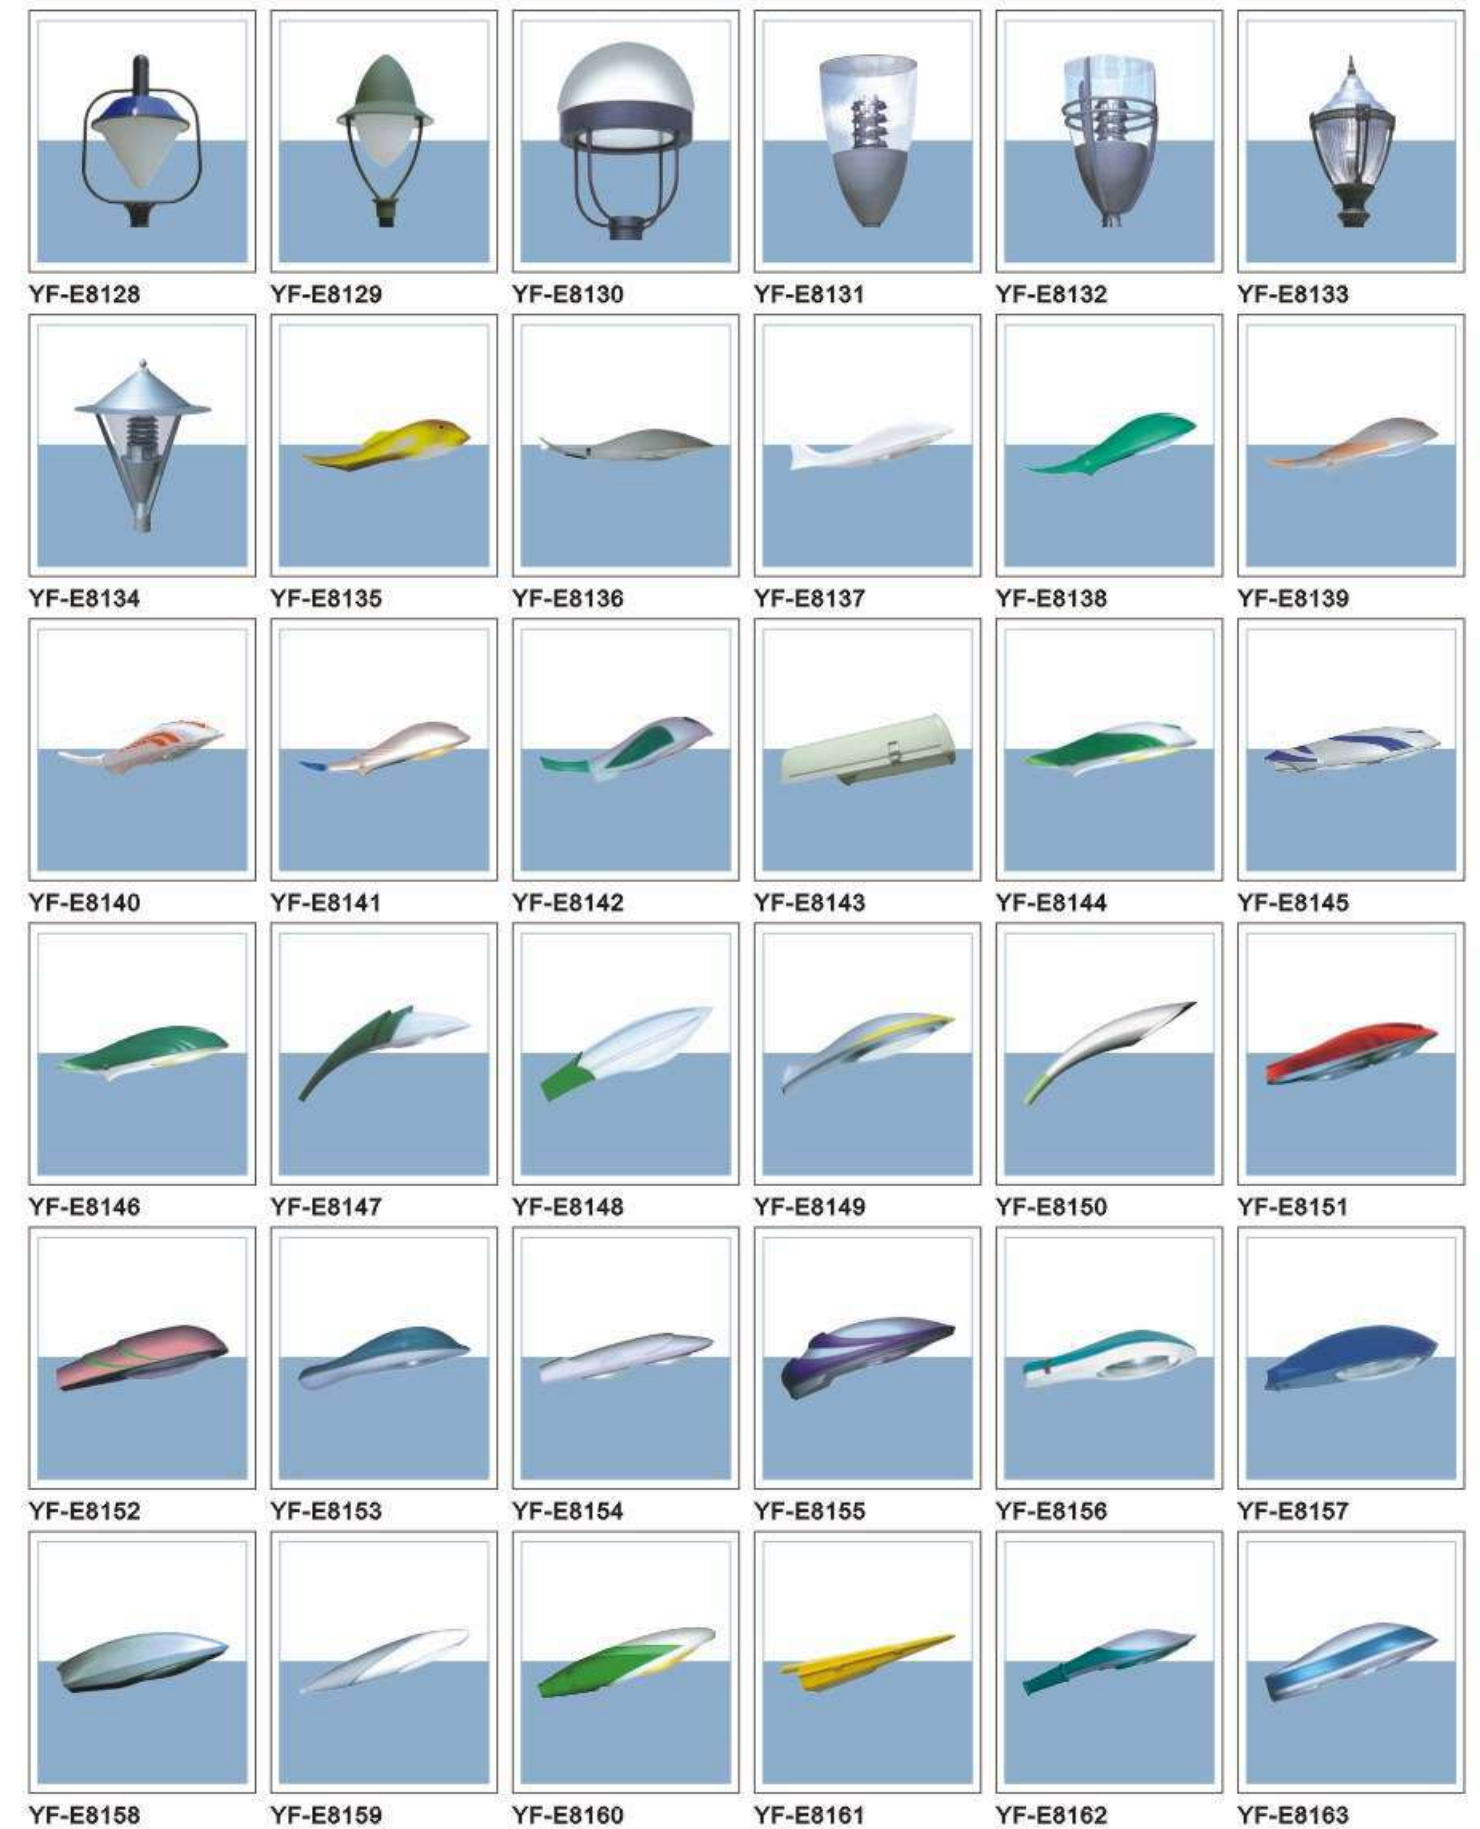 YF-E8128 YF-E8129 YF-E8130 YF-E8131 YF-E8132 YF-E8133
YF-E8134 YF-E8135 YF-E8136 YF-E8137 YF-E8138 YF-E8139
YF-E8140 YF-E8141 YF-E8142 YF-E8143 YF-E8144 YF-E8145
YF-E8146 YF-E8147 YF-E8148 YF-E8149 YF-E8150 YF-E8151
YF-E8152 YF-E8153 YF-E8154 YF-E8155 YF-E8156 YF-E8157
YF-E8158 YF-E8159 YF-E8160 YF-E8161 YF-E8162 YF-E8163